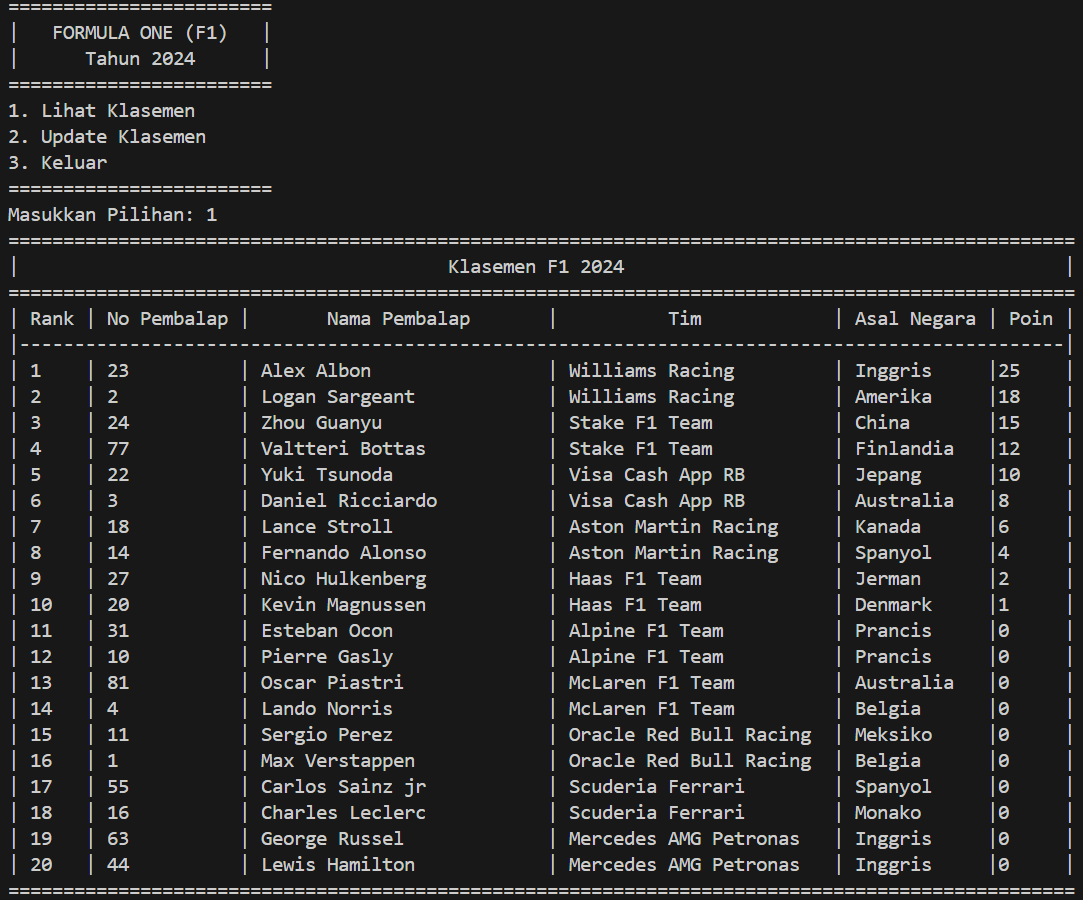 ========================
|   FORMULA ONE (F1)   |
|      Tahun 2024      |
========================
1. Lihat Klasemen
2. Update Klasemen
3. Keluar
========================
Masukkan Pilihan: 1
=================================================================================================
|                                       Klasemen F1 2024                                        |
=================================================================================================
| Rank | No Pembalap |       Nama Pembalap       |          Tim            | Asal Negara | Poin |
|-----------------------------------------------------------------------------------------------|
| 1    | 23          | Alex Albon                | Williams Racing         | Inggris     |25    |
| 2    | 2           | Logan Sargeant            | Williams Racing         | Amerika     |18    |
| 3    | 24          | Zhou Guanyu               | Stake F1 Team           | China       |15    |
| 4    | 77          | Valtteri Bottas           | Stake F1 Team           | Finlandia   |12    |
| 5    | 22          | Yuki Tsunoda              | Visa Cash App RB        | Jepang      |10    |
| 6    | 3           | Daniel Ricciardo          | Visa Cash App RB        | Australia   |8     |
| 7    | 18          | Lance Stroll              | Aston Martin Racing     | Kanada      |6     |
| 8    | 14          | Fernando Alonso           | Aston Martin Racing     | Spanyol     |4     |
| 9    | 27          | Nico Hulkenberg           | Haas F1 Team            | Jerman      |2     |
| 10   | 20          | Kevin Magnussen           | Haas F1 Team            | Denmark     |1     |
| 11   | 31          | Esteban Ocon              | Alpine F1 Team          | Prancis     |0     |
| 12   | 10          | Pierre Gasly              | Alpine F1 Team          | Prancis     |0     |
| 13   | 81          | Oscar Piastri             | McLaren F1 Team         | Australia   |0     |
| 14   | 4           | Lando Norris              | McLaren F1 Team         | Belgia      |0     |
| 15   | 11          | Sergio Perez              | Oracle Red Bull Racing  | Meksiko     |0     |
| 16   | 1           | Max Verstappen            | Oracle Red Bull Racing  | Belgia      |0     |
| 17   | 55          | Carlos Sainz jr           | Scuderia Ferrari        | Spanyol     |0     |
| 18   | 16          | Charles Leclerc           | Scuderia Ferrari        | Monako      |0     |
| 19   | 63          | George Russel             | Mercedes AMG Petronas   | Inggris     |0     |
| 20   | 44          | Lewis Hamilton            | Mercedes AMG Petronas   | Inggris     |0     |
=================================================================================================